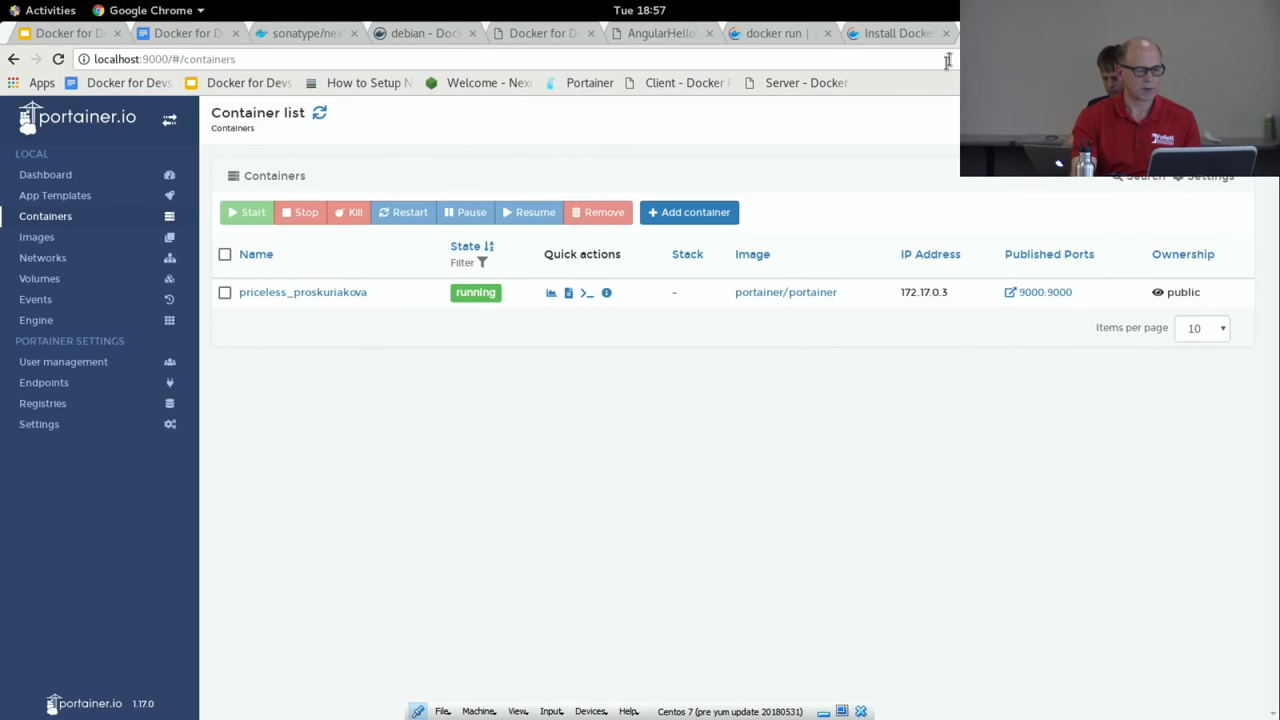 Activities Google Chrome Tue 18:57
Docker for D Docker for D sonatype/nex debian - Dock Docker for D AngularHello docker run | Install Docke
localhost:9000/#/containers
Apps Docker for Devs Docker for Devs How to Setup N Welcome - Nex Portainer Client - Docker F Server - Docker
portainer.io
LOCAL
Dashboard
App Templates
Containers
Images
Networks
Volumes
Events
Engine
PORTAINER SETTINGS
User management
Endpoints
Registries
Settings
portainer.io 1.17.0
Container list
Containers
Containers Search Settings
Start Stop Kill Restart Pause Resume Remove Add container
Name State Quick actions Stack Image IP Address Published Ports Ownership
Filter
priceless_proskuriakova running - portainer/portainer 172.17.0.3 9000:9000 public
Items per page 10
File Machine View Input Devices Help Centos 7 (pre yum update 20180531)